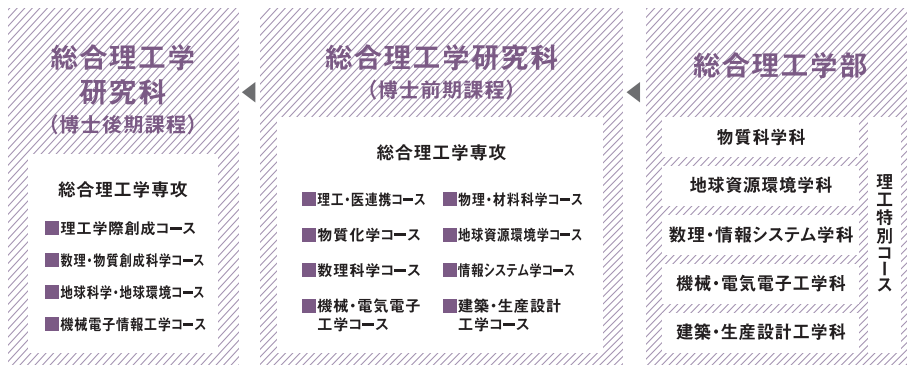 総合理工学
研究科
(博士後期課程)
総合理工学専攻
■理工学際創成コース
■数理・物質創成科学コース
■地球科学・地球環境コース
■機械電子情報工学コース
総合理工学研究科
(博士前期課程)
総合理工学専攻
■理工・医連携コース
■物理・材料科学コース
■物質化学コース
■地球資源環境学コース
■数理科学コース
■情報システム学コース
■機械・電気電子
工学コース
■建築・生産設計
工学コース
総合理工学部
物質科学科
地球資源環境学科
数理・情報システム学科
機械・電気電子工学科
建築・生産設計工学科
理工特別コース